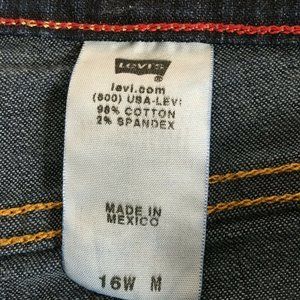 LEVI'S
levi.com
(800) USA-LEVI
98% COTTON
2% SPANDEX
MADE IN
MEXICO
16W M